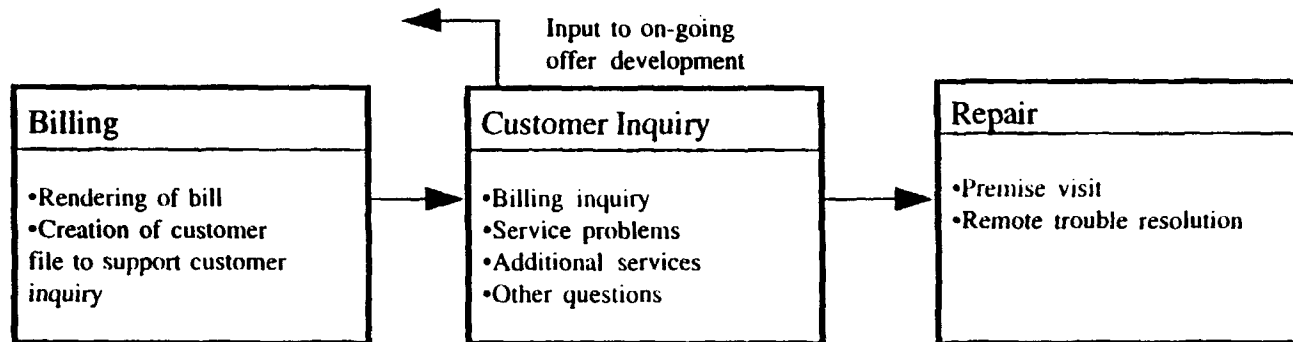 Input to on-going
offer development
Billing
•Rendering of bill
•Creation of customer
file to support customer
inquiry
Customer Inquiry
•Billing inquiry
•Service problems
•Additional services
•Other questions
Repair
•Premise visit
•Remote trouble resolution